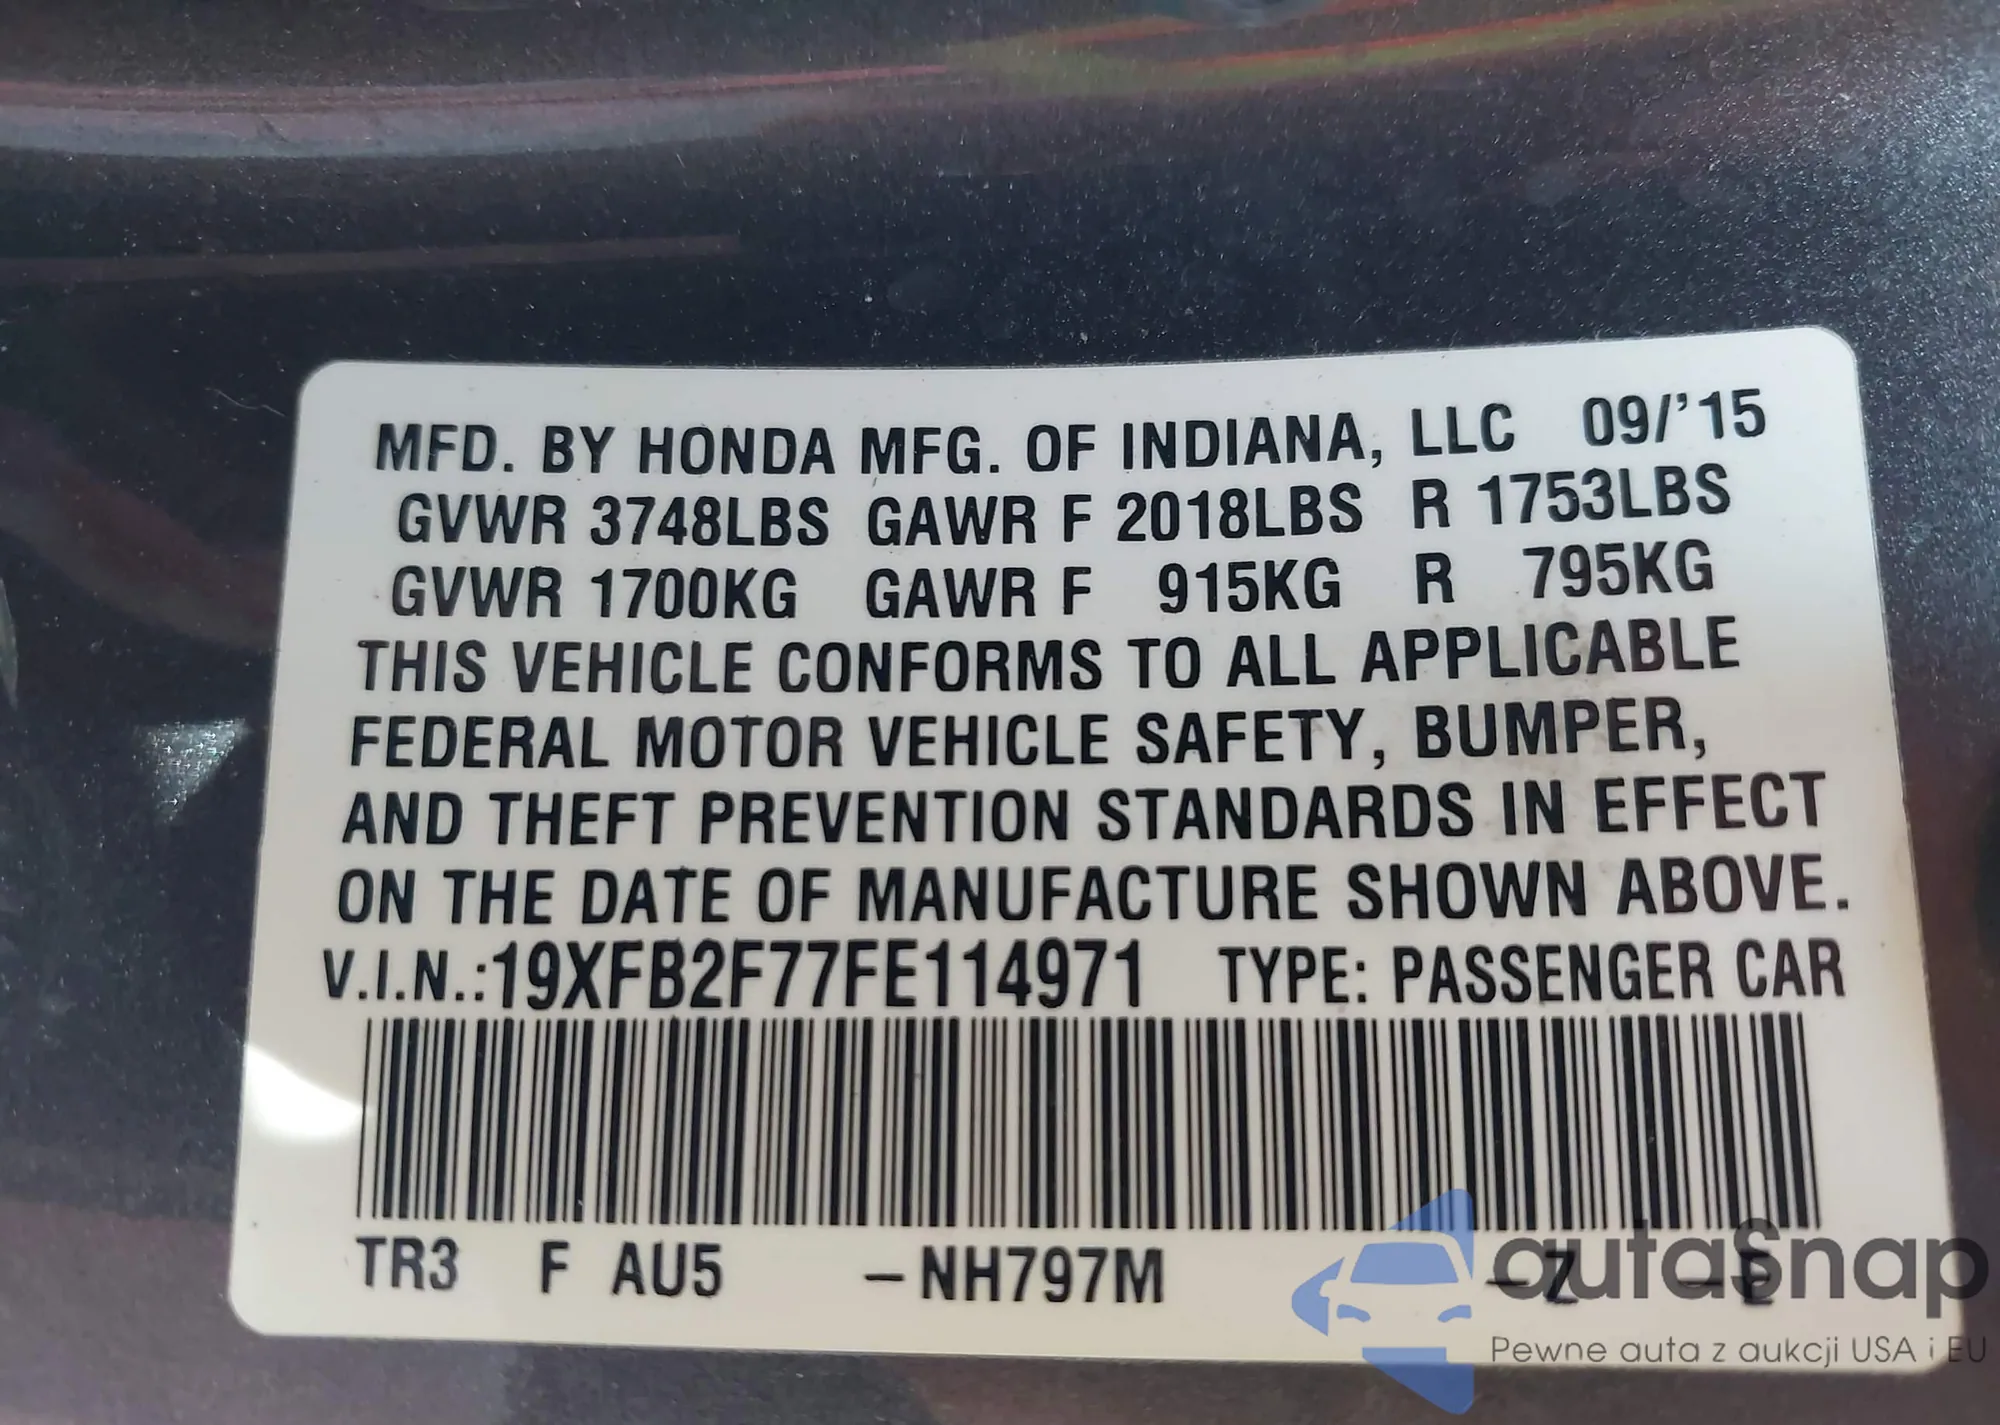 MFD. BY HONDA MFG. OF INDIANA, LLC 09/'15
GVWR 3748LBS GAWR F 2018LBS R 1753LBS
GVWR 1700KG GAWR F 915KG R 795KG
THIS VEHICLE CONFORMS TO ALL APPLICABLE
FEDERAL MOTOR VEHICLE SAFETY, BUMPER,
AND THEFT PREVENTION STANDARDS IN EFFECT
ON THE DATE OF MANUFACTURE SHOWN ABOVE.
V.I.N.:19XFB2F77FE114971 TYPE: PASSENGER CAR
TR3 F AU5 –NH797M –Z –E
autaSnap
Pewne auta z aukcji USA i EU